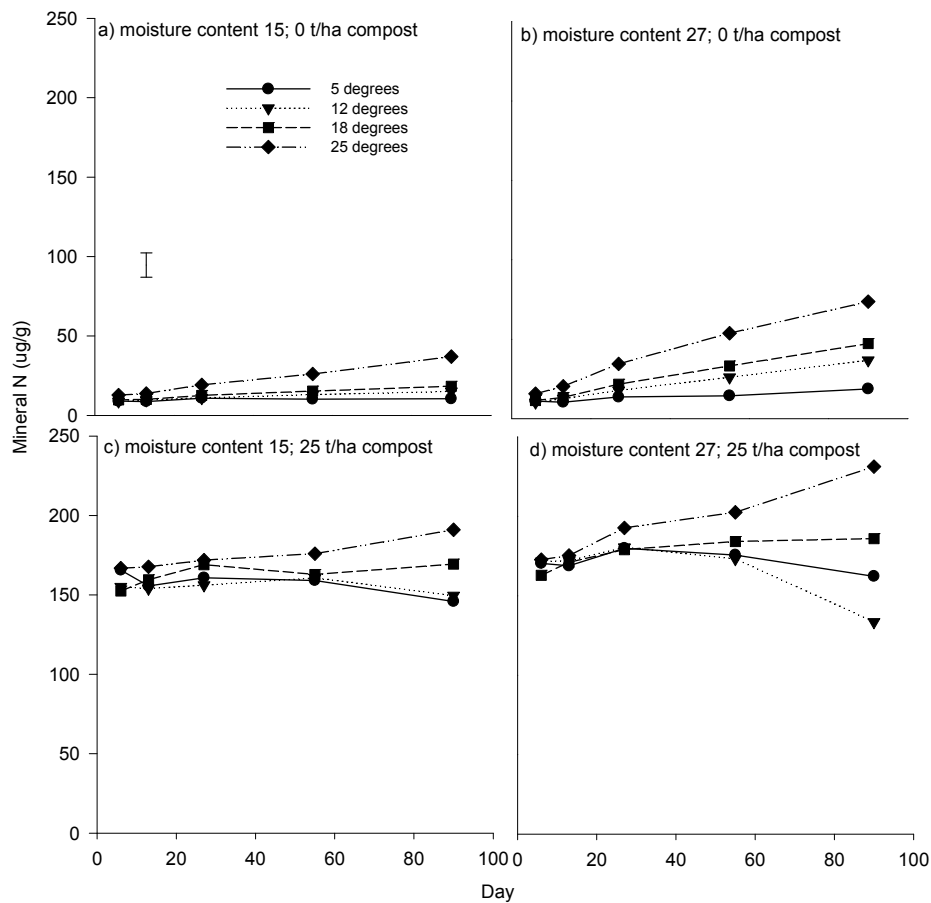 250
a) moisture content 15; 0 t/ha compost
b) moisture content 27; 0 t/ha compost
5 degrees
12 degrees
18 degrees
25 degrees
200
150
100
50
0
Mineral N (ug/g)
250
c) moisture content 15; 25 t/ha compost
d) moisture content 27; 25 t/ha compost
200
150
100
50
0
0 20 40 60 80 100 0 20 40 60 80 100
Day